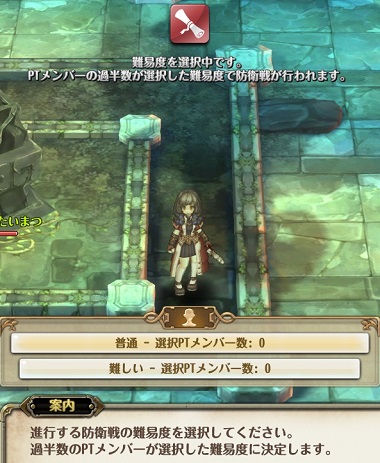 難易度を選択中です。
PTメンバーの過半数が選択した難易度で防衛戦が行われます。
たいまつ
普通 - 選択PTメンバー数: 0
難しい - 選択PTメンバー数: 0
案内
進行する防衛戦の難易度を選択してください。
過半数のPTメンバーが選択した難易度に決定します。